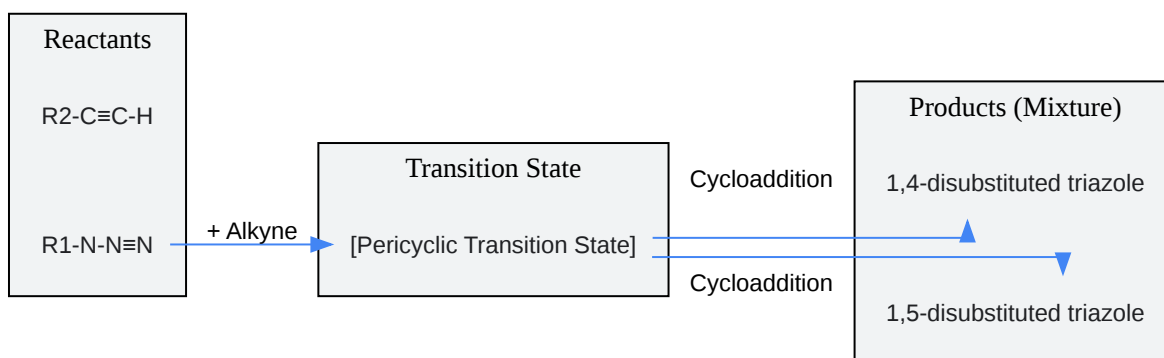 Reactants
R2-C≡C-H
R1-N-N≡N
+ Alkyne
Transition State
[Pericyclic Transition State]
Cycloaddition
Cycloaddition
Products (Mixture)
1,4-disubstituted triazole
1,5-disubstituted triazole